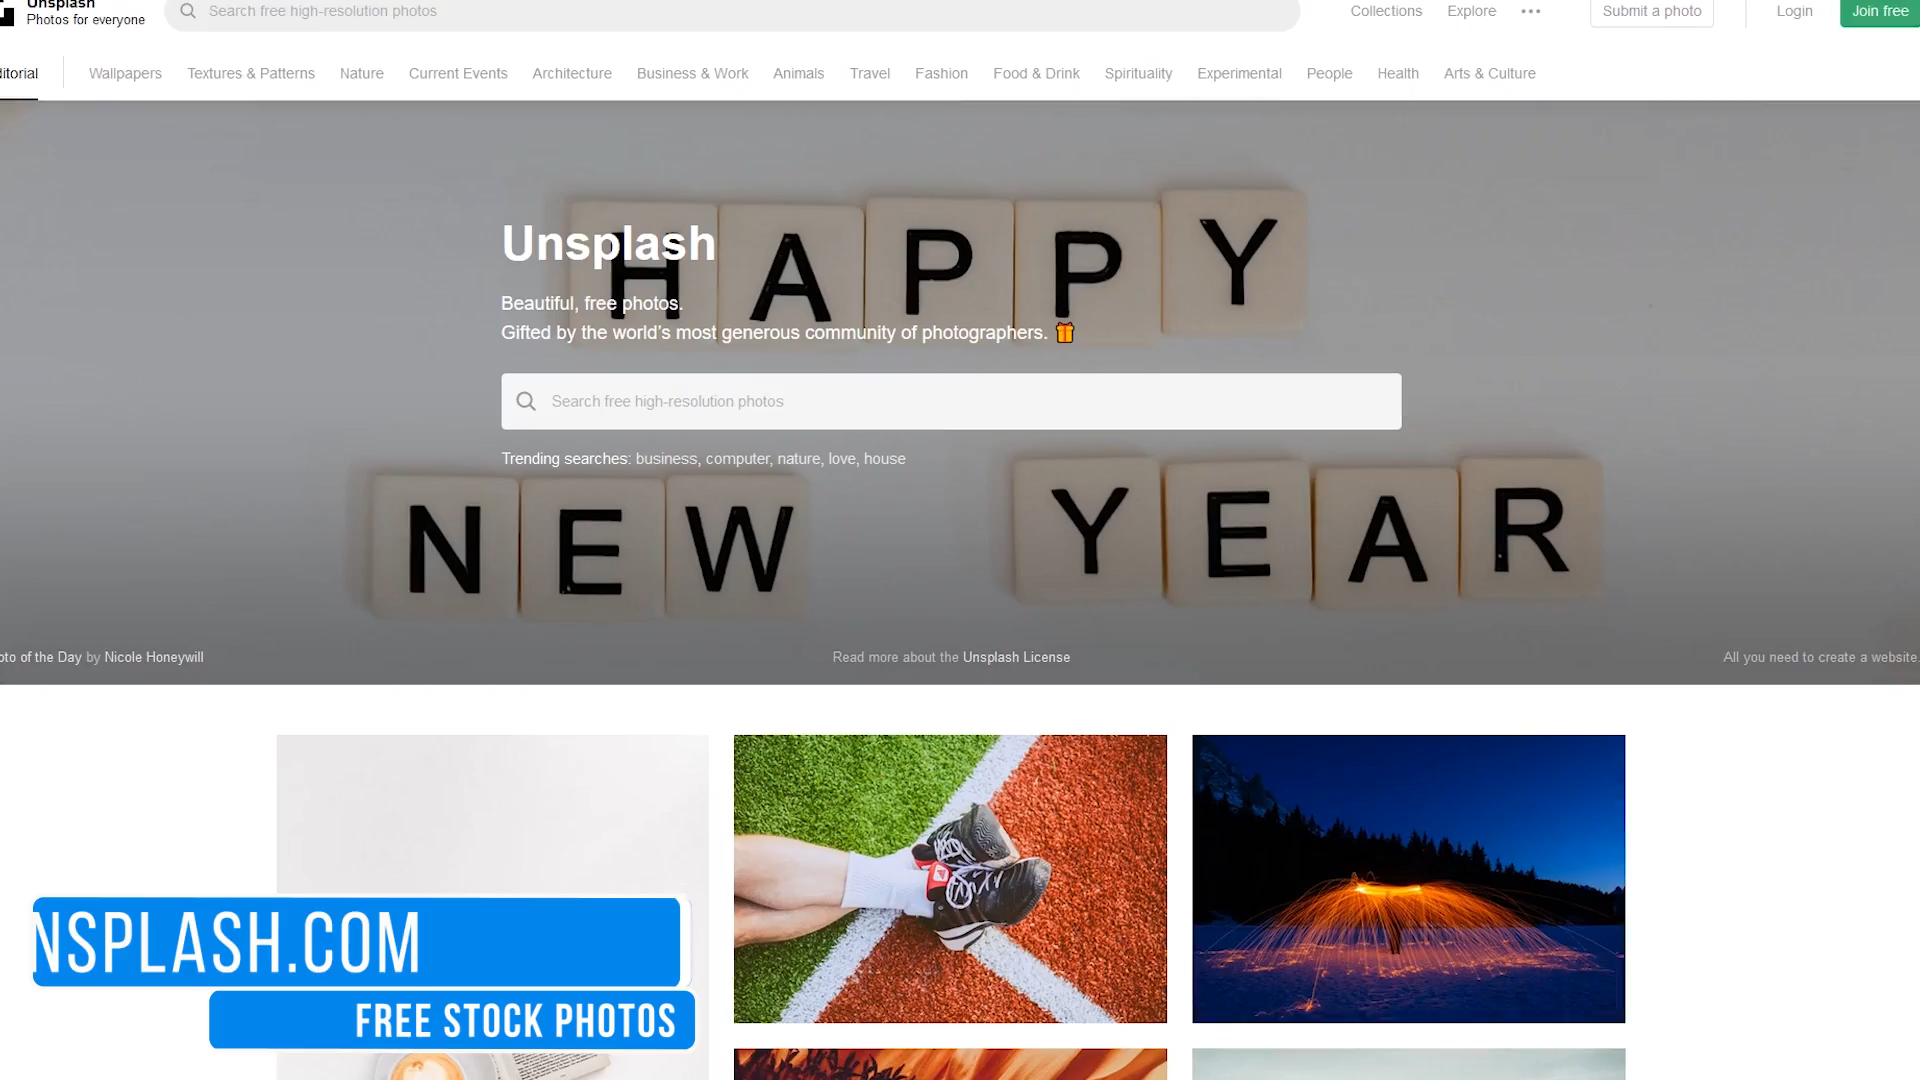 Unsplash
Photos for everyone
Search free high-resolution photos
Collections
Explore
Submit a photo
Login
Join free
ditorial
Wallpapers
Textures & Patterns
Nature
Current Events
Architecture
Business & Work
Animals
Travel
Fashion
Food & Drink
Spirituality
Experimental
People
Health
Arts & Culture
HAPPY
Unsplash
Beautiful, free photos.
Gifted by the world's most generous community of photographers.
Search free high-resolution photos
Trending searches: business, computer, nature, love, house
NEW YEAR
oto of the Day by Nicole Honeywill
Read more about the Unsplash License
All you need to create a website.
NSPLASH.COM
FREE STOCK PHOTOS